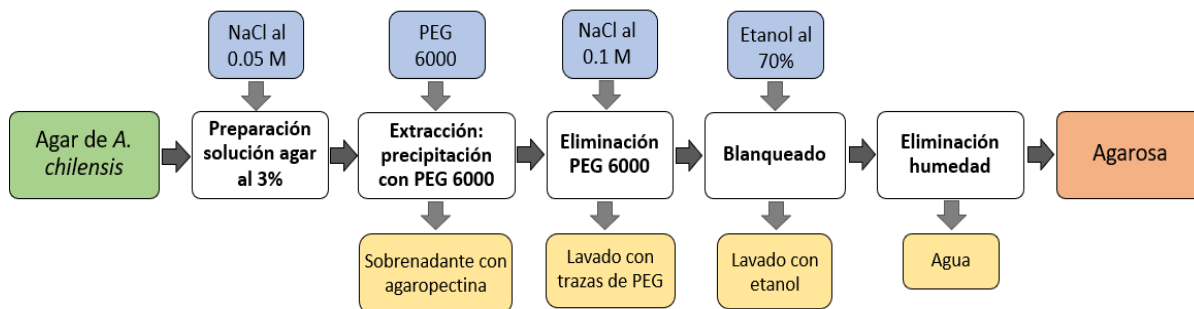 NaCl al
0.05 M
PEG
6000
NaCl al
0.1 M
Etanol al
70%
Agar de A.
chilensis
Preparación
solución agar
al 3%
Extracción:
precipitación
con PEG 6000
Eliminación
PEG 6000
Blanqueado
Eliminación
humedad
Agarosa
Sobrenadante con
agaropectina
Lavado con
trazas de PEG
Lavado con
etanol
Agua